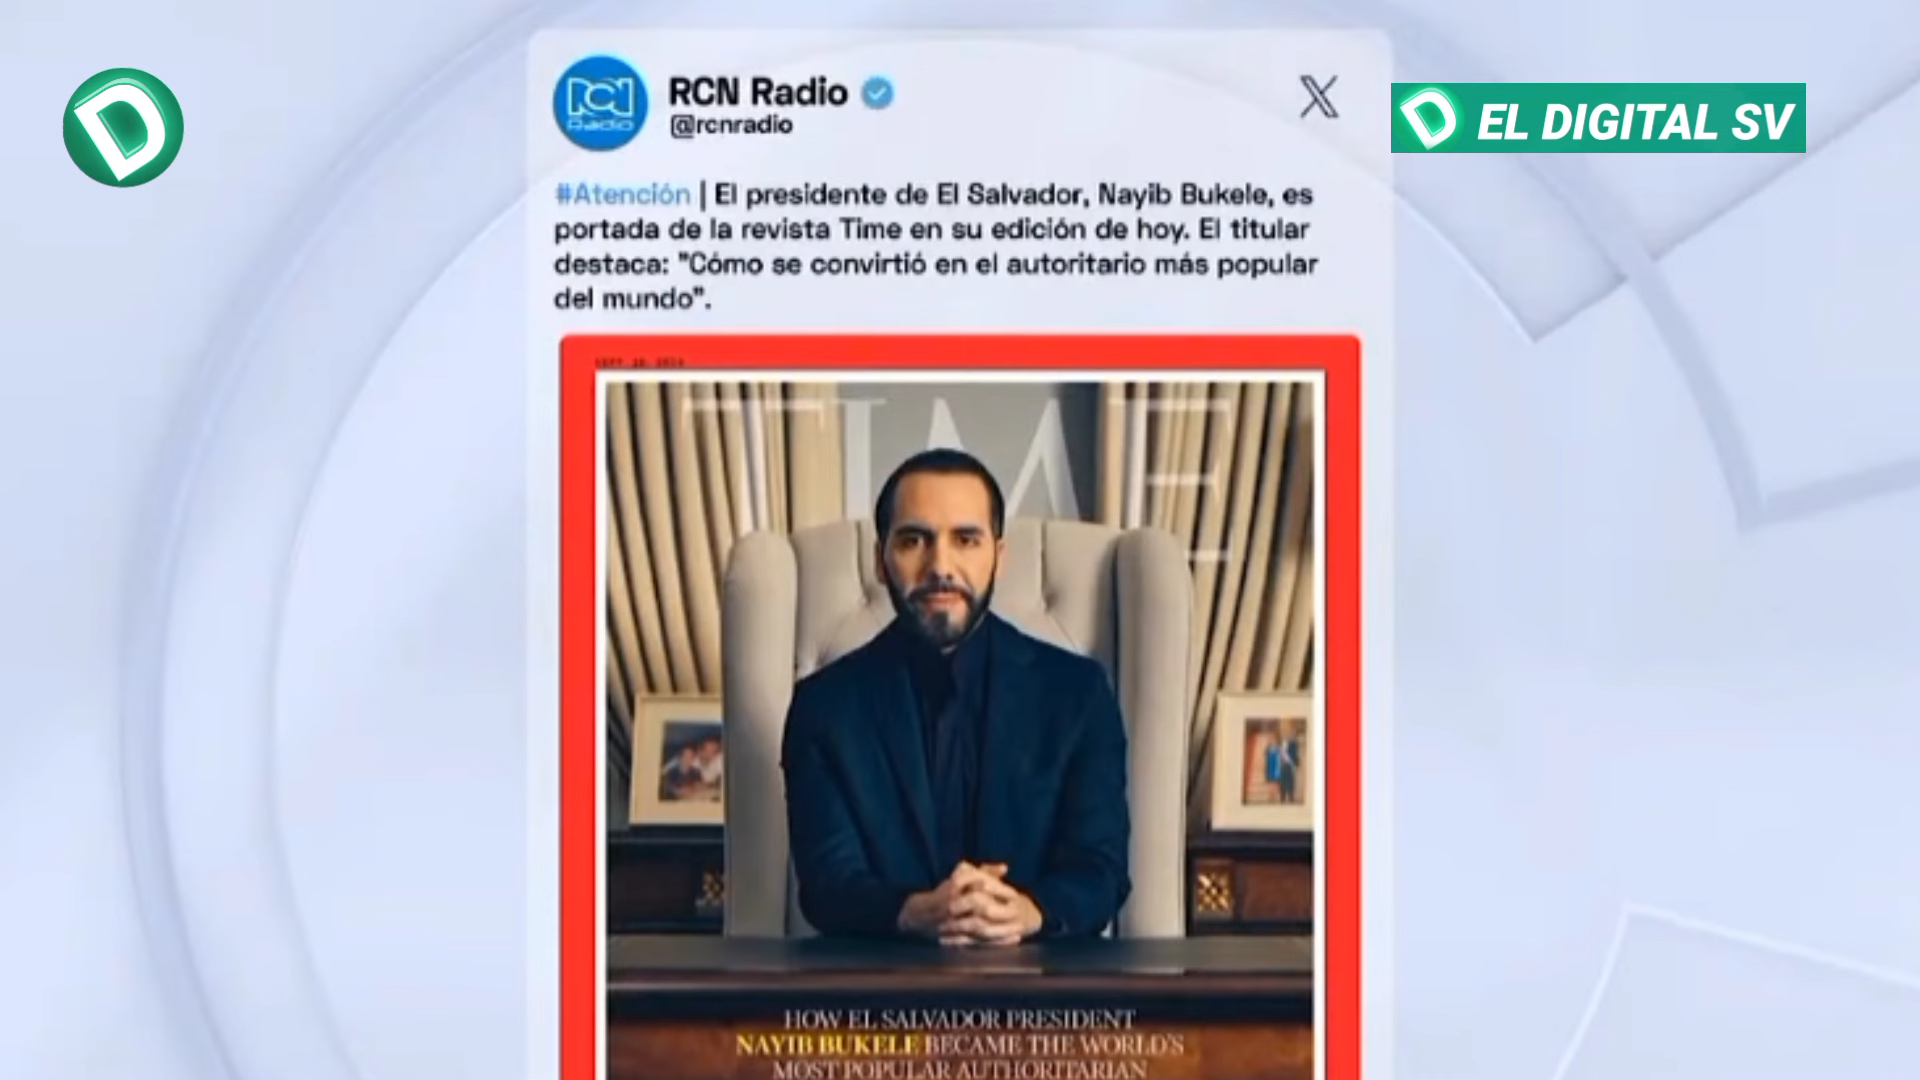 D
RCN Radio
@rcnradio
D EL DIGITAL SV
RCN
Radio
#Atención | El presidente de El Salvador, Nayib Bukele, es
portada de la revista Time en su edición de hoy. El titular
destaca: "Cómo se convirtió en el autoritario más popular
del mundo".
TIME
HOW EL SALVADOR PRESIDENT
NAYIB BUKELE BECAME THE WORLD'S
MOST POPULAR AUTHORITARIAN